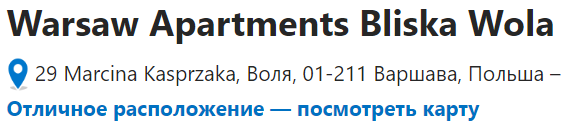 Warsaw Apartments Bliska Wola
29 Marcina Kasprzaka, Воля, 01-211 Варшава, Польша –
Отличное расположение — посмотреть карту